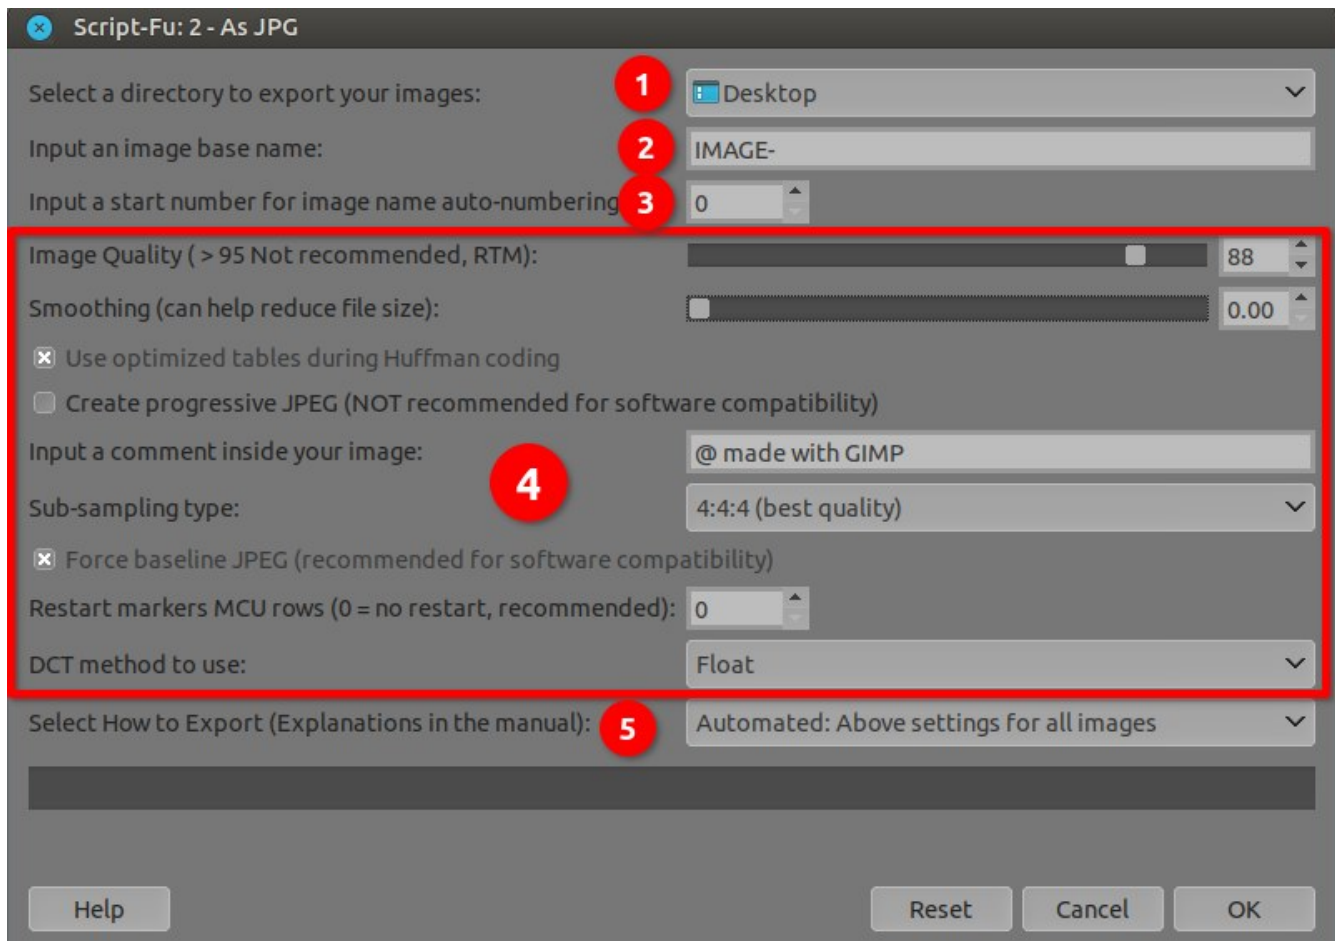 Script-Fu: 2 - As JPG
Select a directory to export your images: 1 Desktop
Input an image base name: 2 IMAGE-
Input a start number for image name auto-numbering 3 0
Image Quality ( > 95 Not recommended, RTM): 88
Smoothing (can help reduce file size): 0.00
Use optimized tables during Huffman coding
Create progressive JPEG (NOT recommended for software compatibility)
Input a comment inside your image: @ made with GIMP
4
Sub-sampling type: 4:4:4 (best quality)
Force baseline JPEG (recommended for software compatibility)
Restart markers MCU rows (0 = no restart, recommended): 0
DCT method to use: Float
Select How to Export (Explanations in the manual): 5 Automated: Above settings for all images
Help Reset Cancel OK